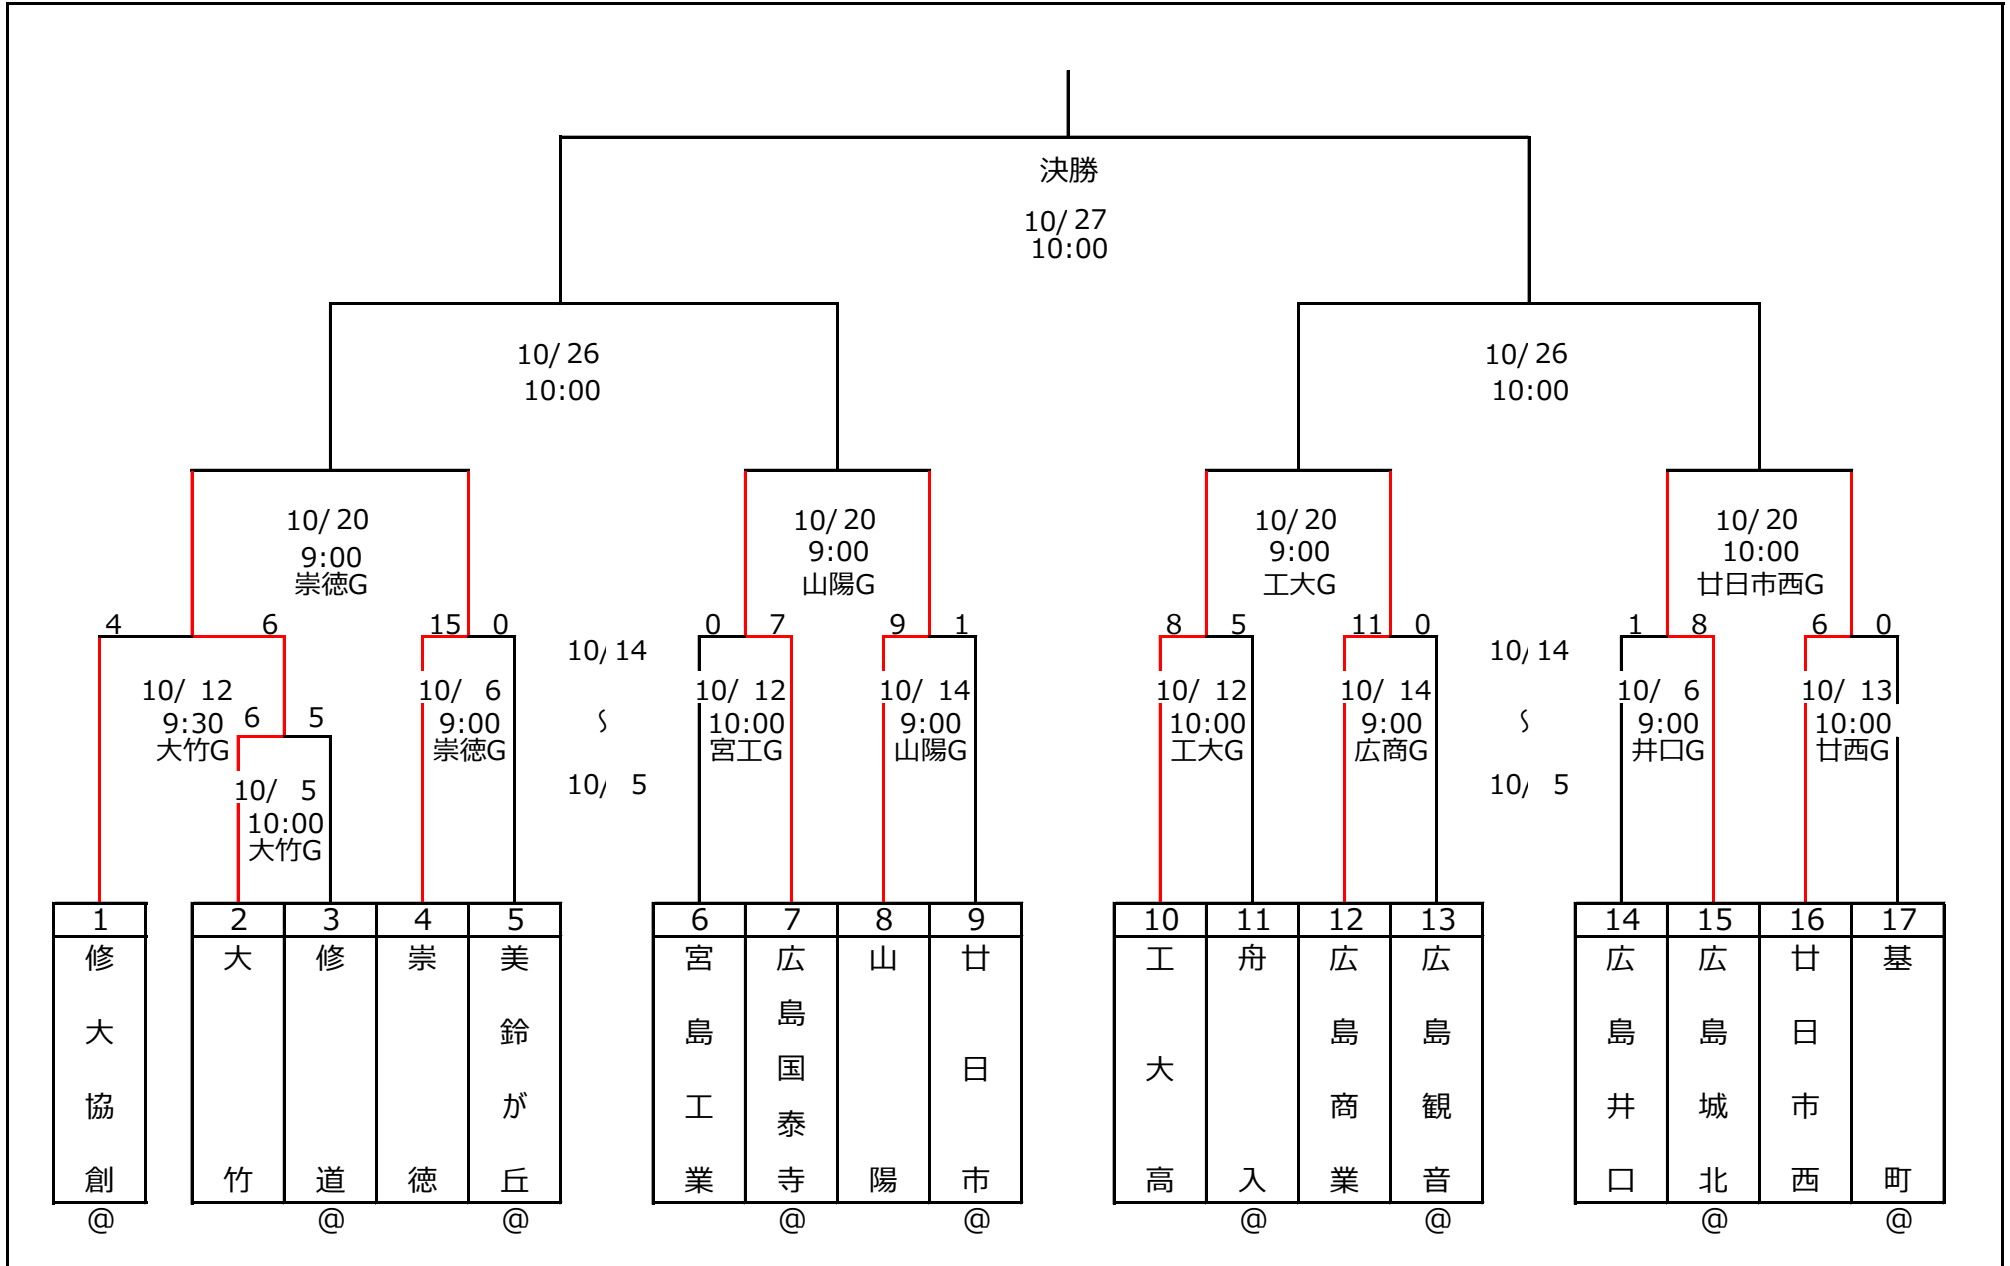 決勝
10/ 27
10:00
10/ 26
10:00
10/ 26
10:00
10/ 20
9:00
崇徳G
10/ 20
9:00
山陽G
10/ 20
9:00
工大G
10/ 20
10:00
廿日市西G
4 6 15 0 0 7 9 1 8 5 11 0 1 8 6 0
10/ 14
～
10/ 5
10/ 14
～
10/ 5
10/ 12
9:30
大竹G
6 5
10/ 5
10:00
大竹G
10/ 6
9:00
崇徳G
10/ 12
10:00
宮工G
10/ 14
9:00
山陽G
10/ 12
10:00
工大G
10/ 14
9:00
広商G
10/ 6
9:00
井口G
10/ 13
10:00
廿西G
1 2 3 4 5 6 7 8 9 10 11 12 13 14 15 16 17
修大協創
大竹
修道
崇徳
美鈴が丘
宮島工業
広島国泰寺
山陽
廿日市
工大高
舟入
広島商業
広島観音
広島井口
広島城北
廿日市西
基町
@ @ @ @ @ @ @ @ @